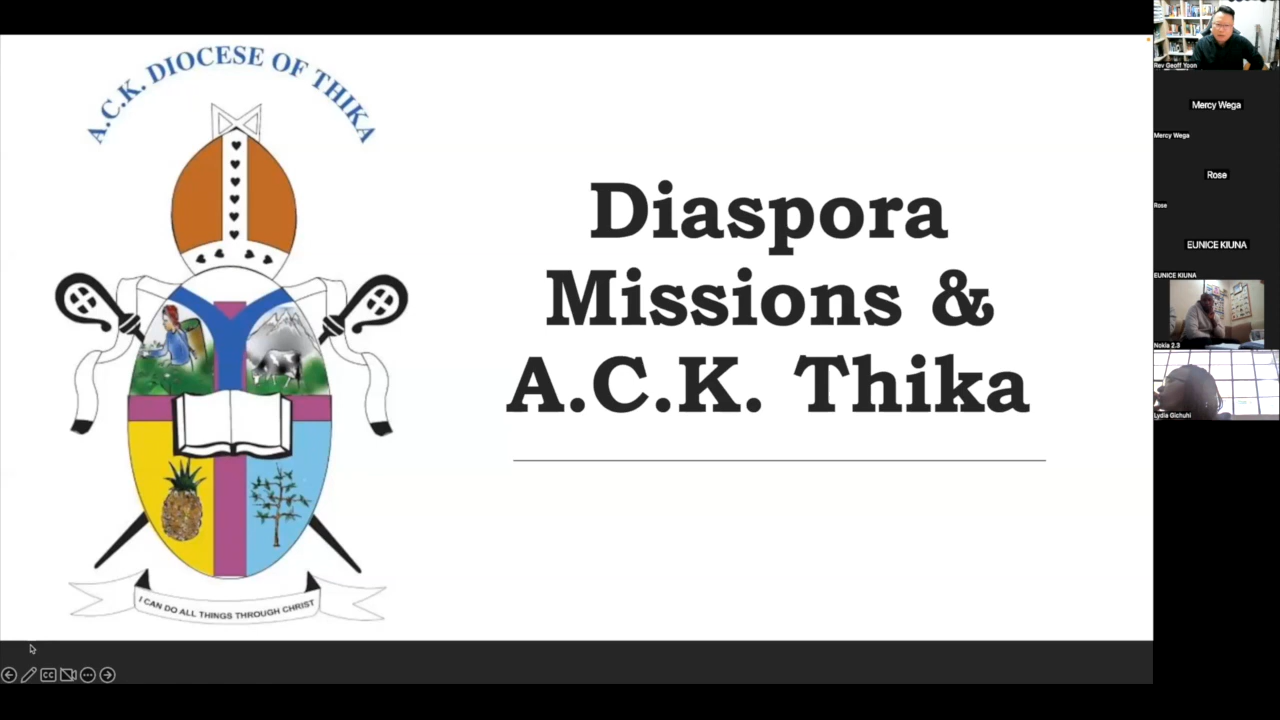 A.C.K. DIOCESE OF THIKA
Diaspora
Missions &
A.C.K. Thika
I CAN DO ALL THINGS THROUGH CHRIST
Rev Geoff Yoon
Mercy Wega
Mercy Wega
Rose
Rose
EUNICE KIUNA
EUNICE KIUNA
Nokia 2.3
Lydia Gichuhi
CC